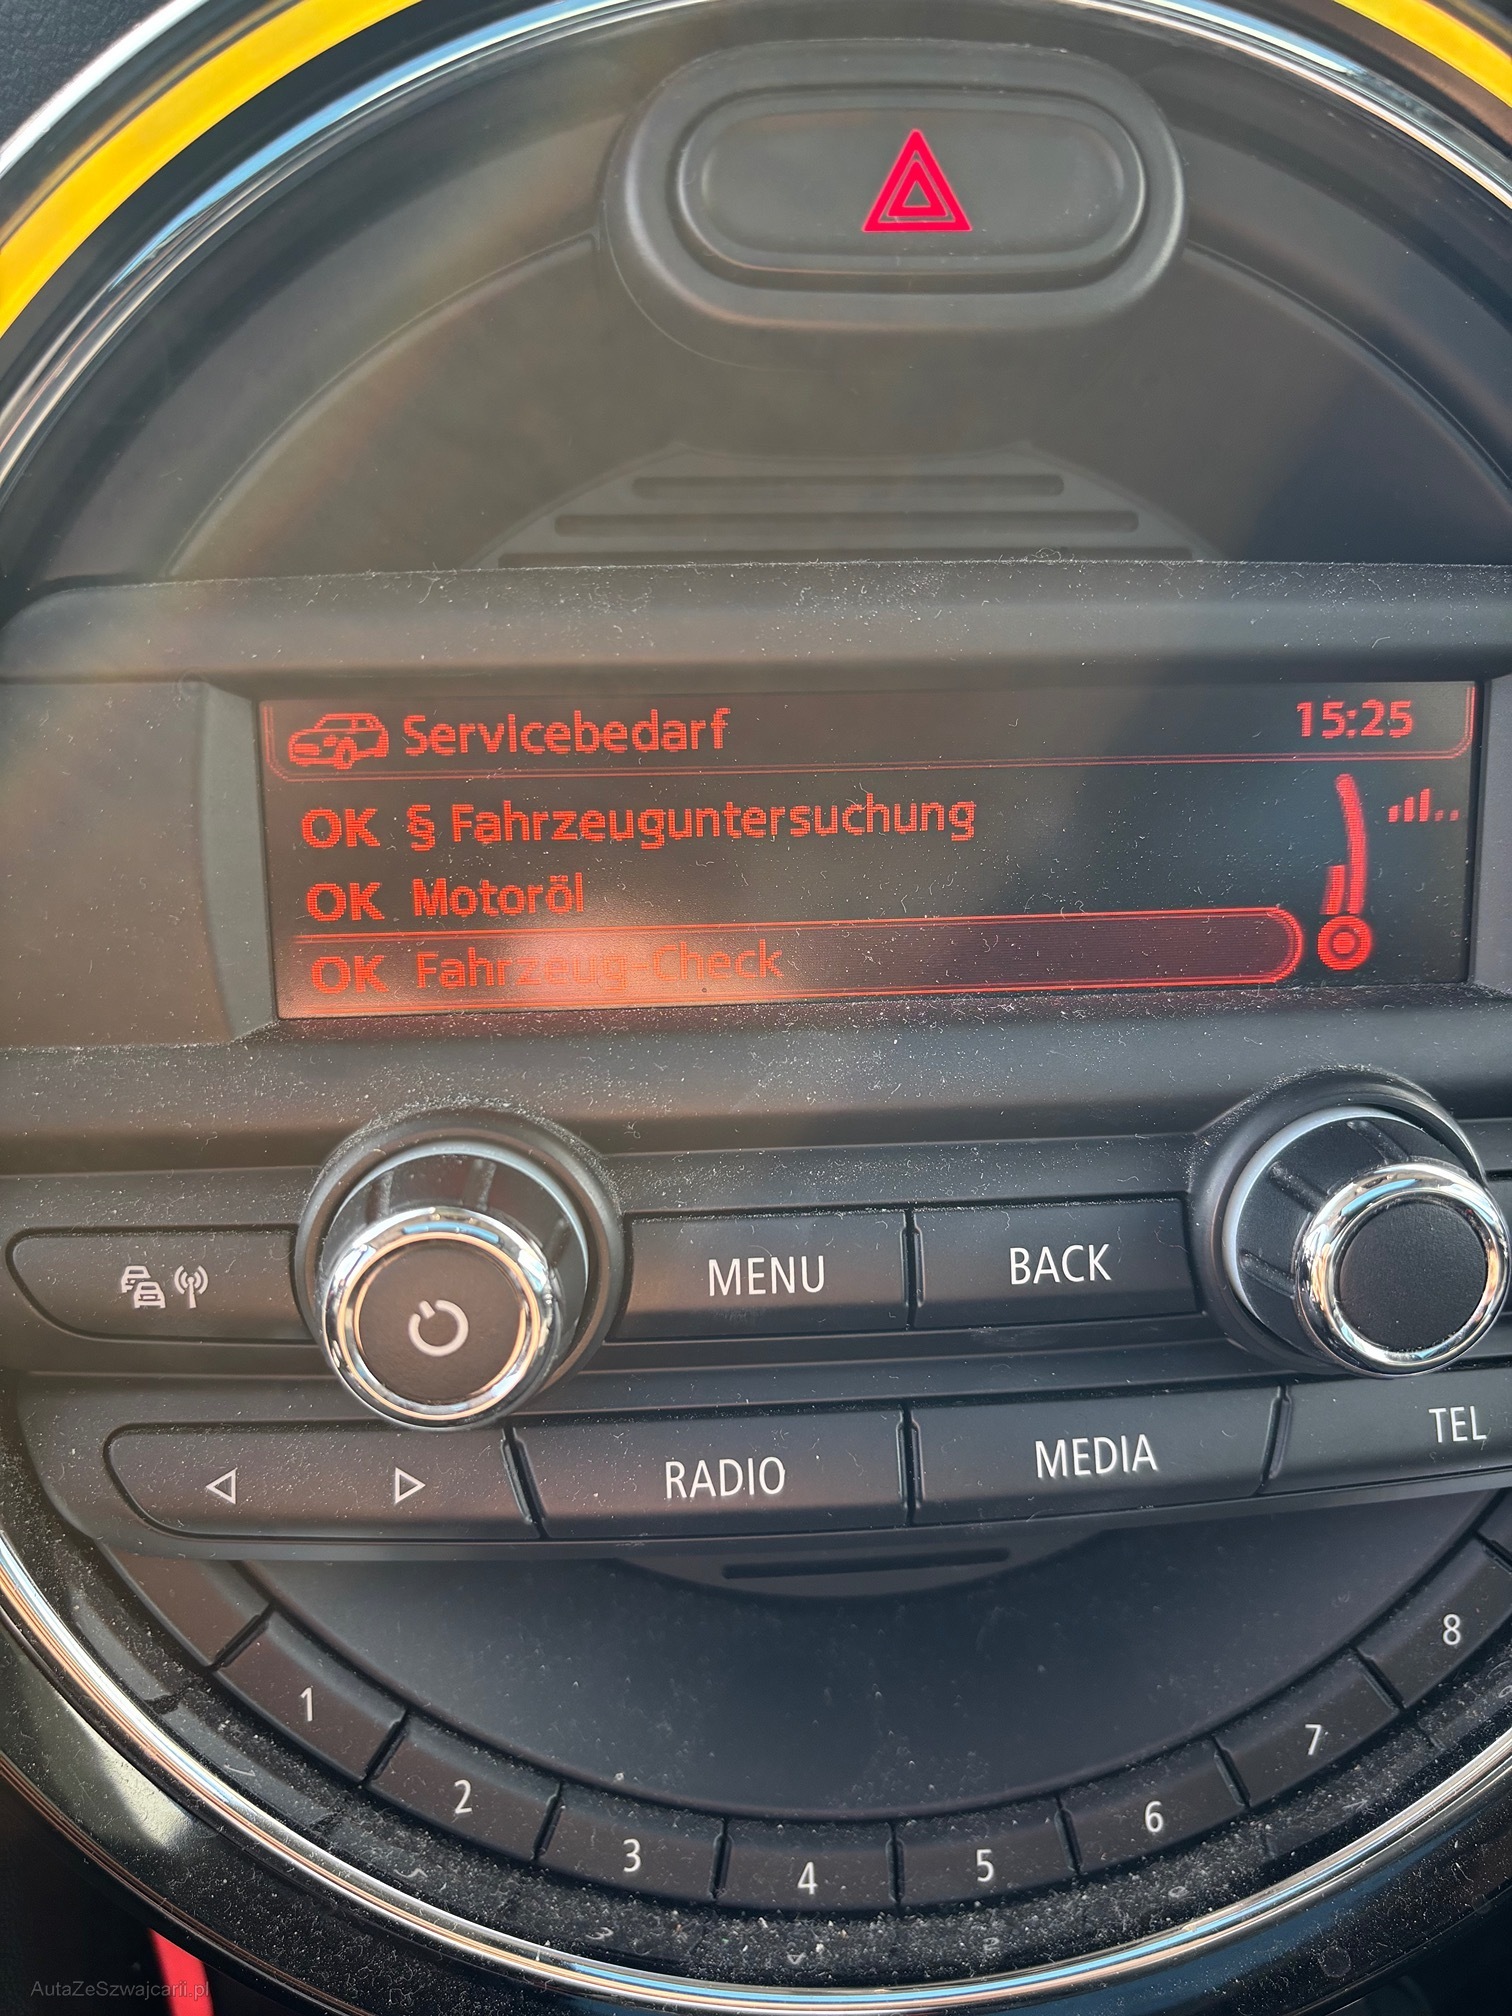 Servicebedarf 15:25
OK § Fahrzeuguntersuchung
OK Motoröl
OK Fahrzeug-Check
MENU BACK
RADIO MEDIA TEL
1 2 3 4 5 6 7 8
AutaZeSzwajcarii.pl